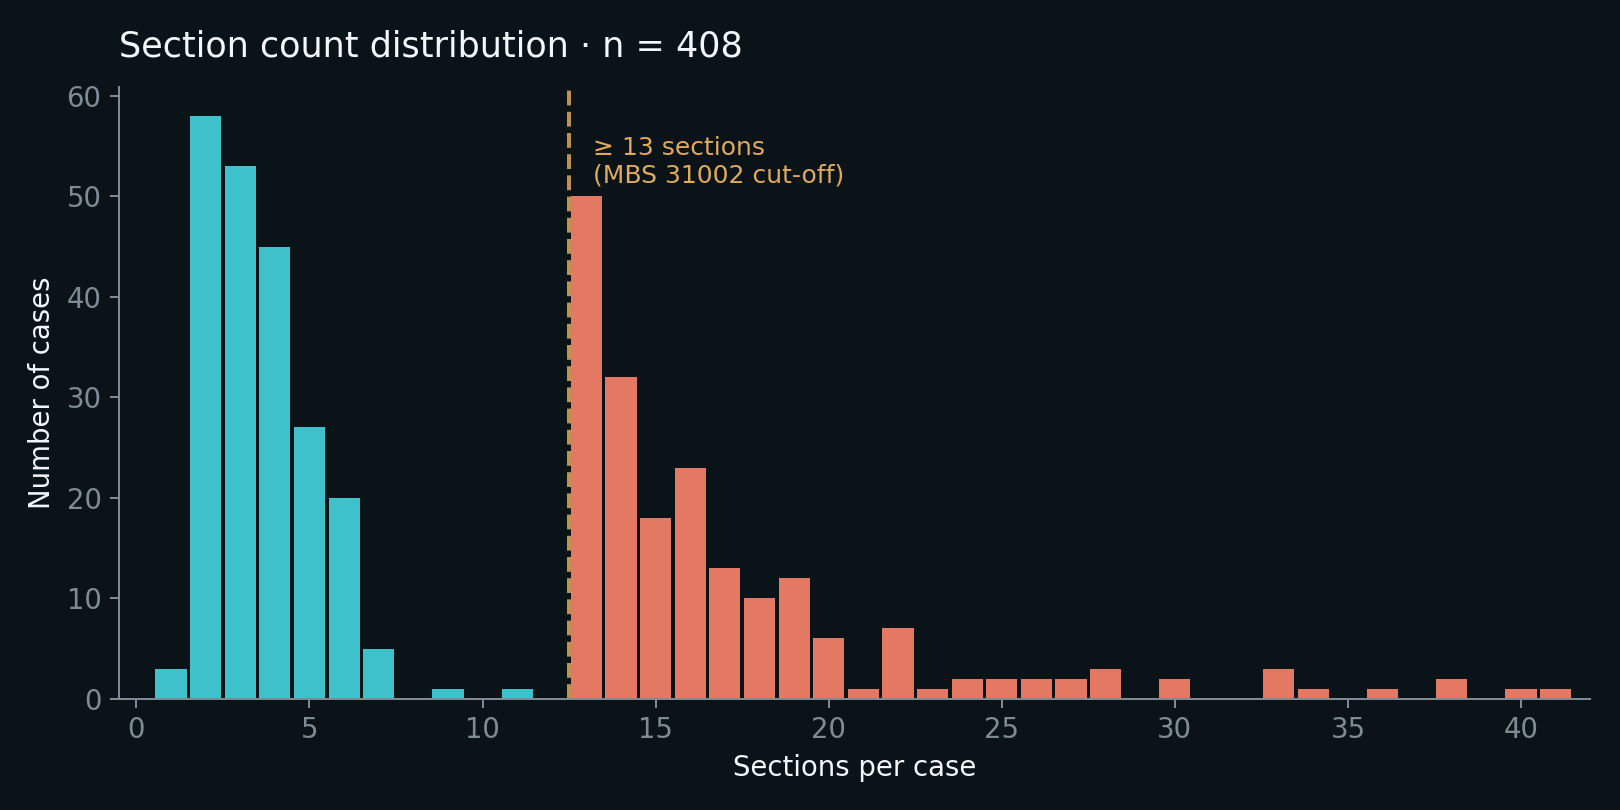 Section count distribution · n = 408
60
50
40
30
20
10
0
≥ 13 sections
(MBS 31002 cut-off)
Number of cases
0 5 10 15 20 25 30 35 40
Sections per case